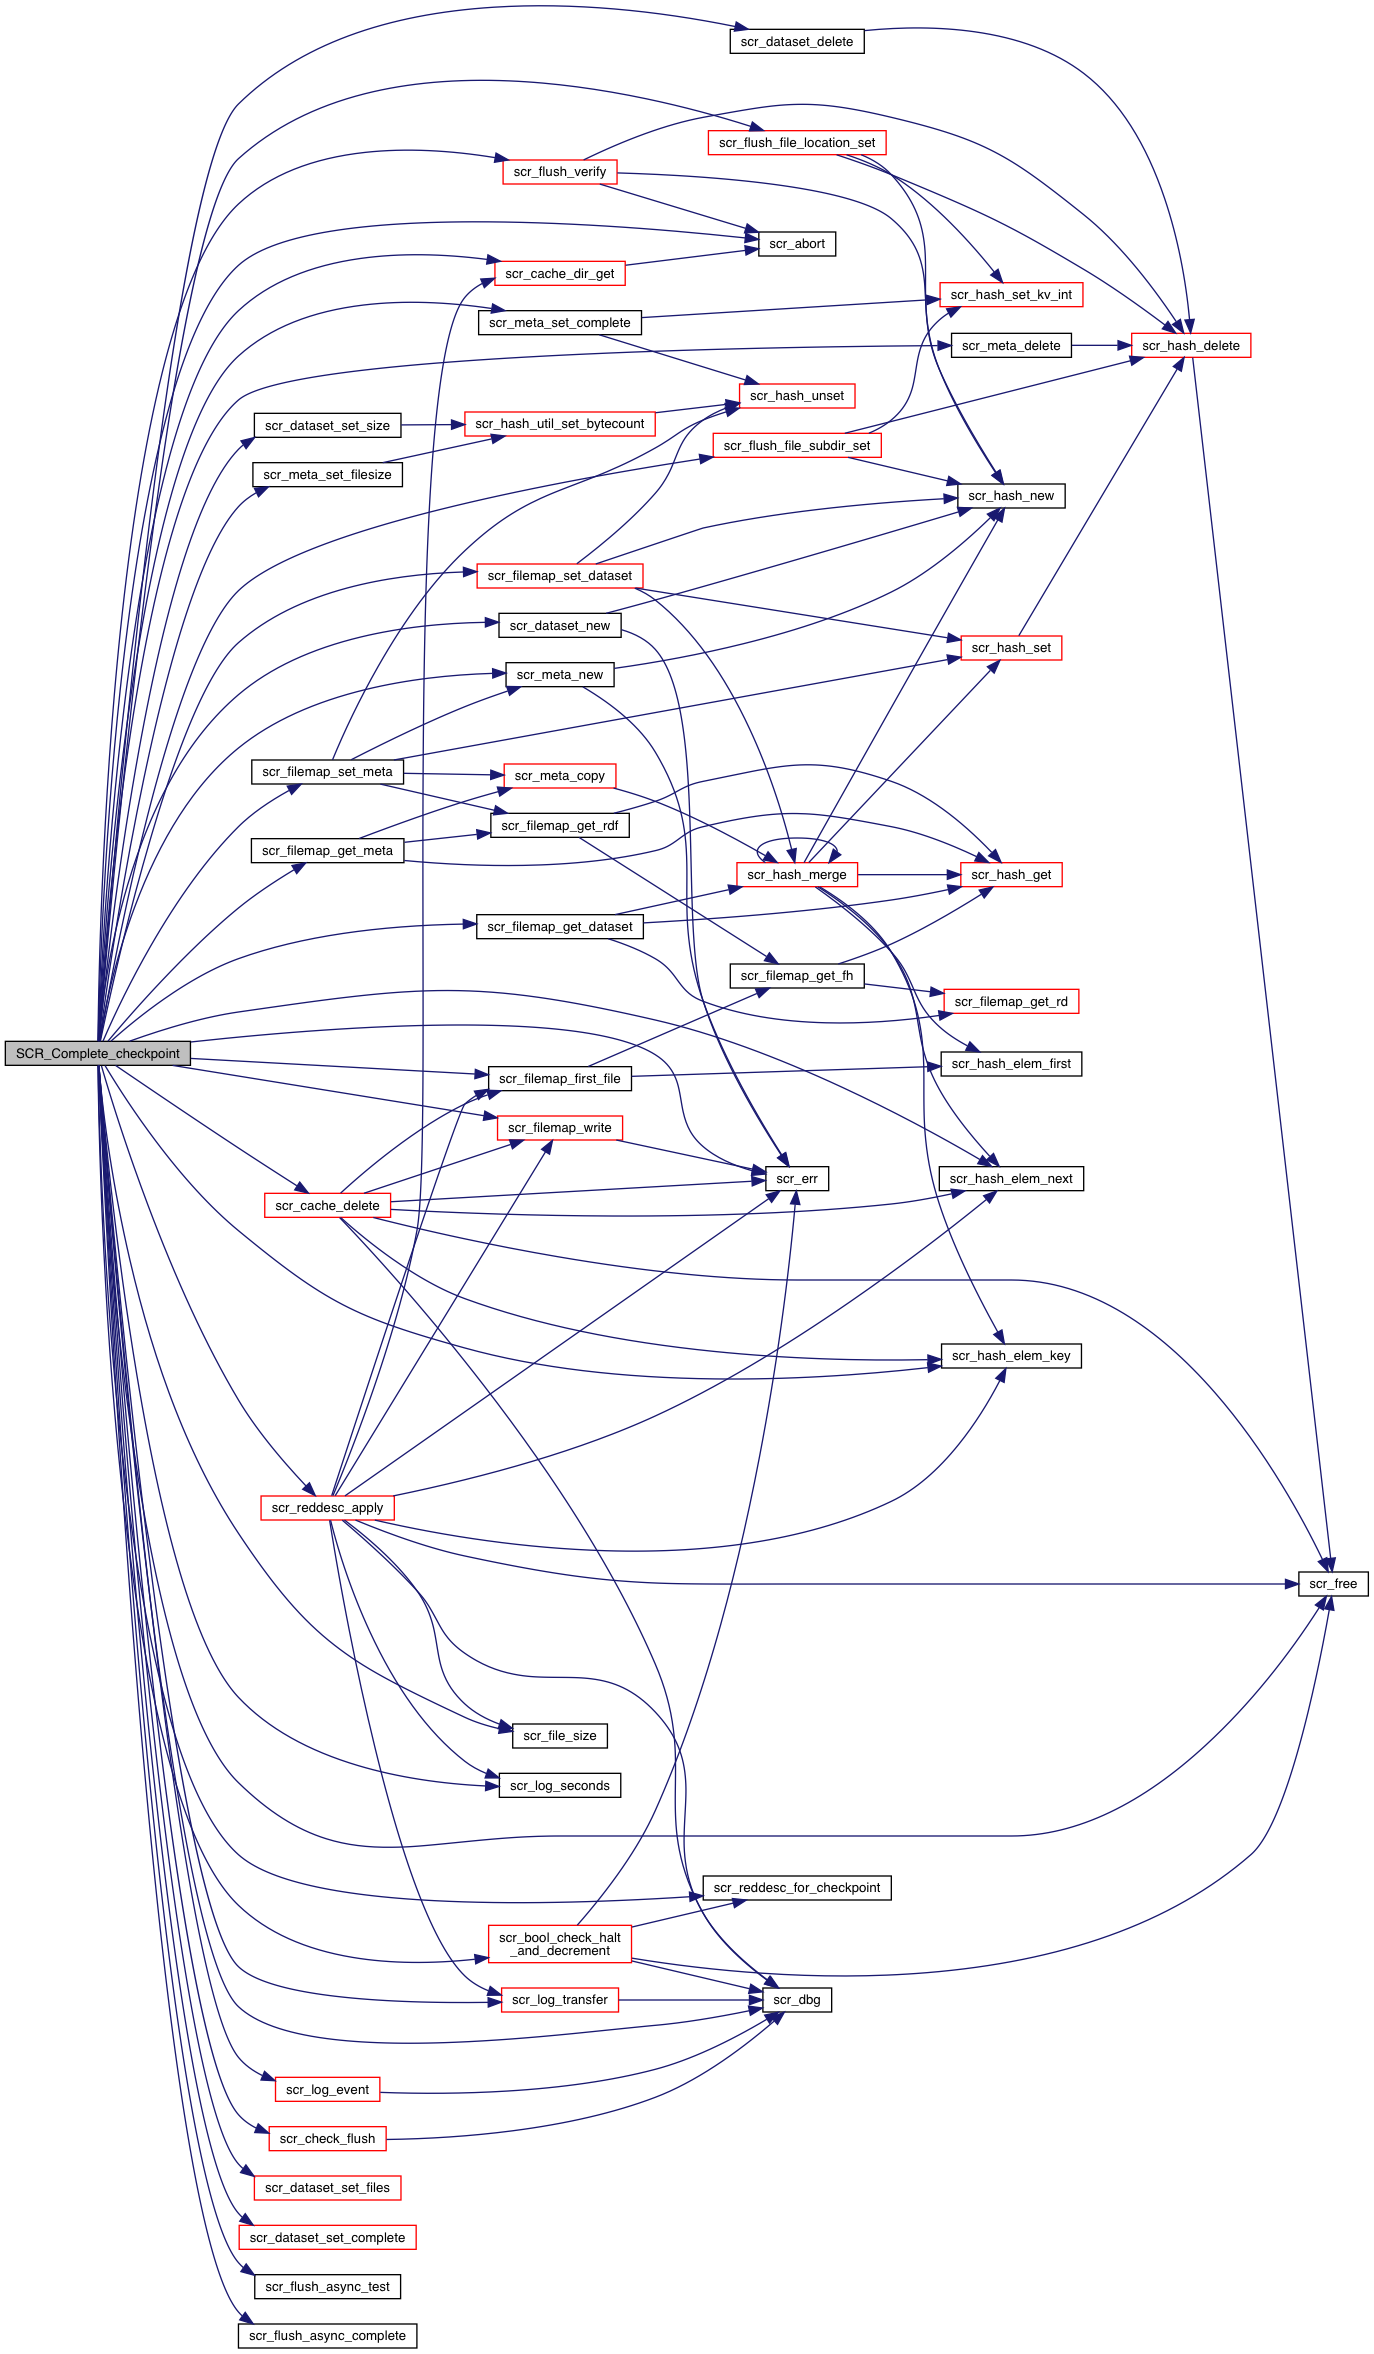 scr_dataset_delete
scr_flush_file_location_set
scr_flush_verify
scr_abort
scr_cache_dir_get
scr_hash_set_kv_int
scr_meta_set_complete
scr_meta_delete
scr_hash_delete
scr_hash_unset
scr_dataset_set_size
scr_hash_util_set_bytecount
scr_flush_file_subdir_set
scr_meta_set_filesize
scr_hash_new
scr_filemap_set_dataset
scr_dataset_new
scr_hash_set
scr_meta_new
scr_filemap_set_meta
scr_meta_copy
scr_filemap_get_rdf
scr_filemap_get_meta
scr_hash_merge
scr_hash_get
scr_filemap_get_dataset
scr_filemap_get_fh
scr_filemap_get_rd
SCR_Complete_checkpoint
scr_hash_elem_first
scr_filemap_first_file
scr_filemap_write
scr_err
scr_hash_elem_next
scr_cache_delete
scr_hash_elem_key
scr_reddesc_apply
scr_free
scr_file_size
scr_log_seconds
scr_reddesc_for_checkpoint
scr_bool_check_halt
_and_decrement
scr_log_transfer
scr_dbg
scr_log_event
scr_check_flush
scr_dataset_set_files
scr_dataset_set_complete
scr_flush_async_test
scr_flush_async_complete